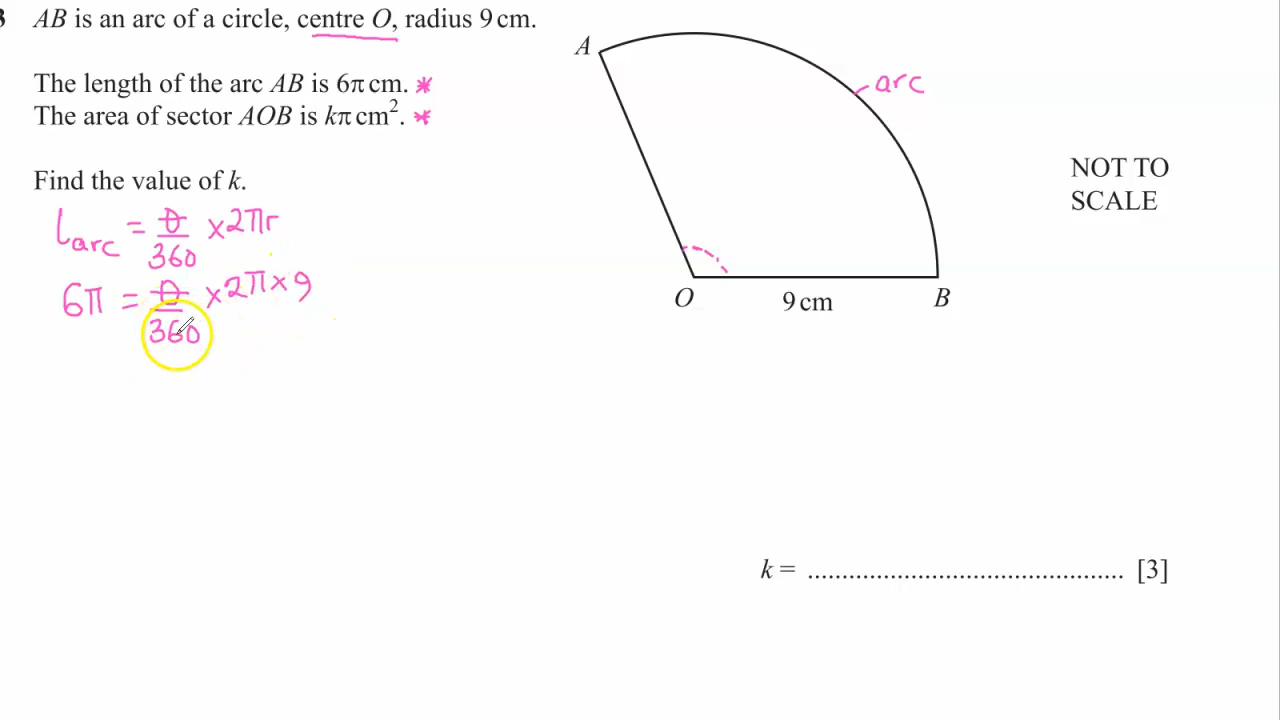 3 AB is an arc of a circle, centre O, radius 9 cm.
The length of the arc AB is 6π cm. *
The area of sector AOB is kπ cm². *
Find the value of k.
l arc = θ/360 × 2πr
6π = θ/360 × 2π × 9
A
arc
NOT TO
SCALE
O
9 cm
B
k = ............................................. [3]